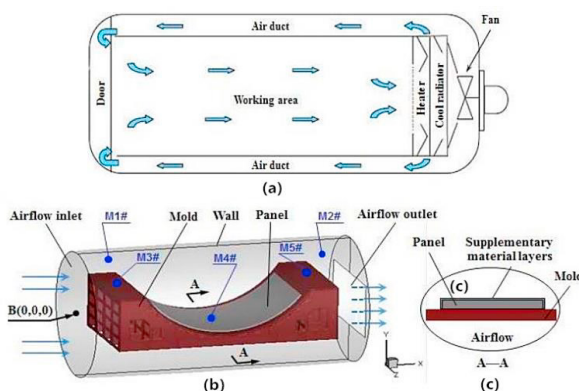 Air duct
Fan
Door
Working area
Heater
Cool radiator
Air duct
(a)
Airflow inlet
M1#
Mold
Wall
Panel
M2#
Airflow outlet
M3#
M5#
A
M4#
B(0,0,0)
A
Y
X
Z
(b)
Panel
Supplementary
material layers
(c)
Mold
Airflow
A—A
(c)